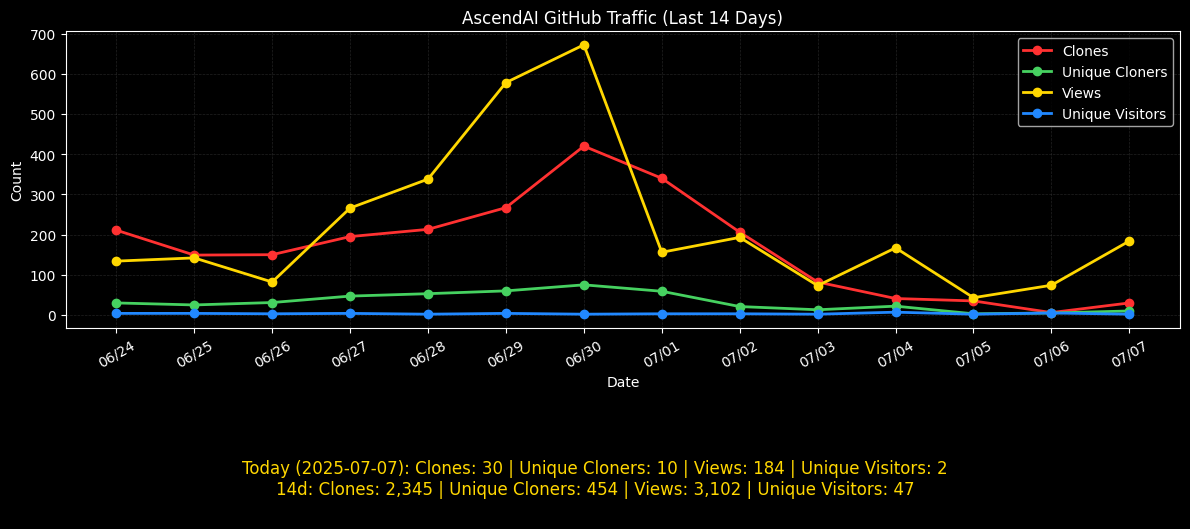 AscendAI GitHub Traffic (Last 14 Days)
700
600
500
400
300
200
100
0
Count
Clones
Unique Cloners
Views
Unique Visitors
06/24
06/25
06/26
06/27
06/28
06/29
06/30
07/01
07/02
07/03
07/04
07/05
07/06
07/07
Date
Today (2025-07-07): Clones: 30 | Unique Cloners: 10 | Views: 184 | Unique Visitors: 2
14d: Clones: 2,345 | Unique Cloners: 454 | Views: 3,102 | Unique Visitors: 47